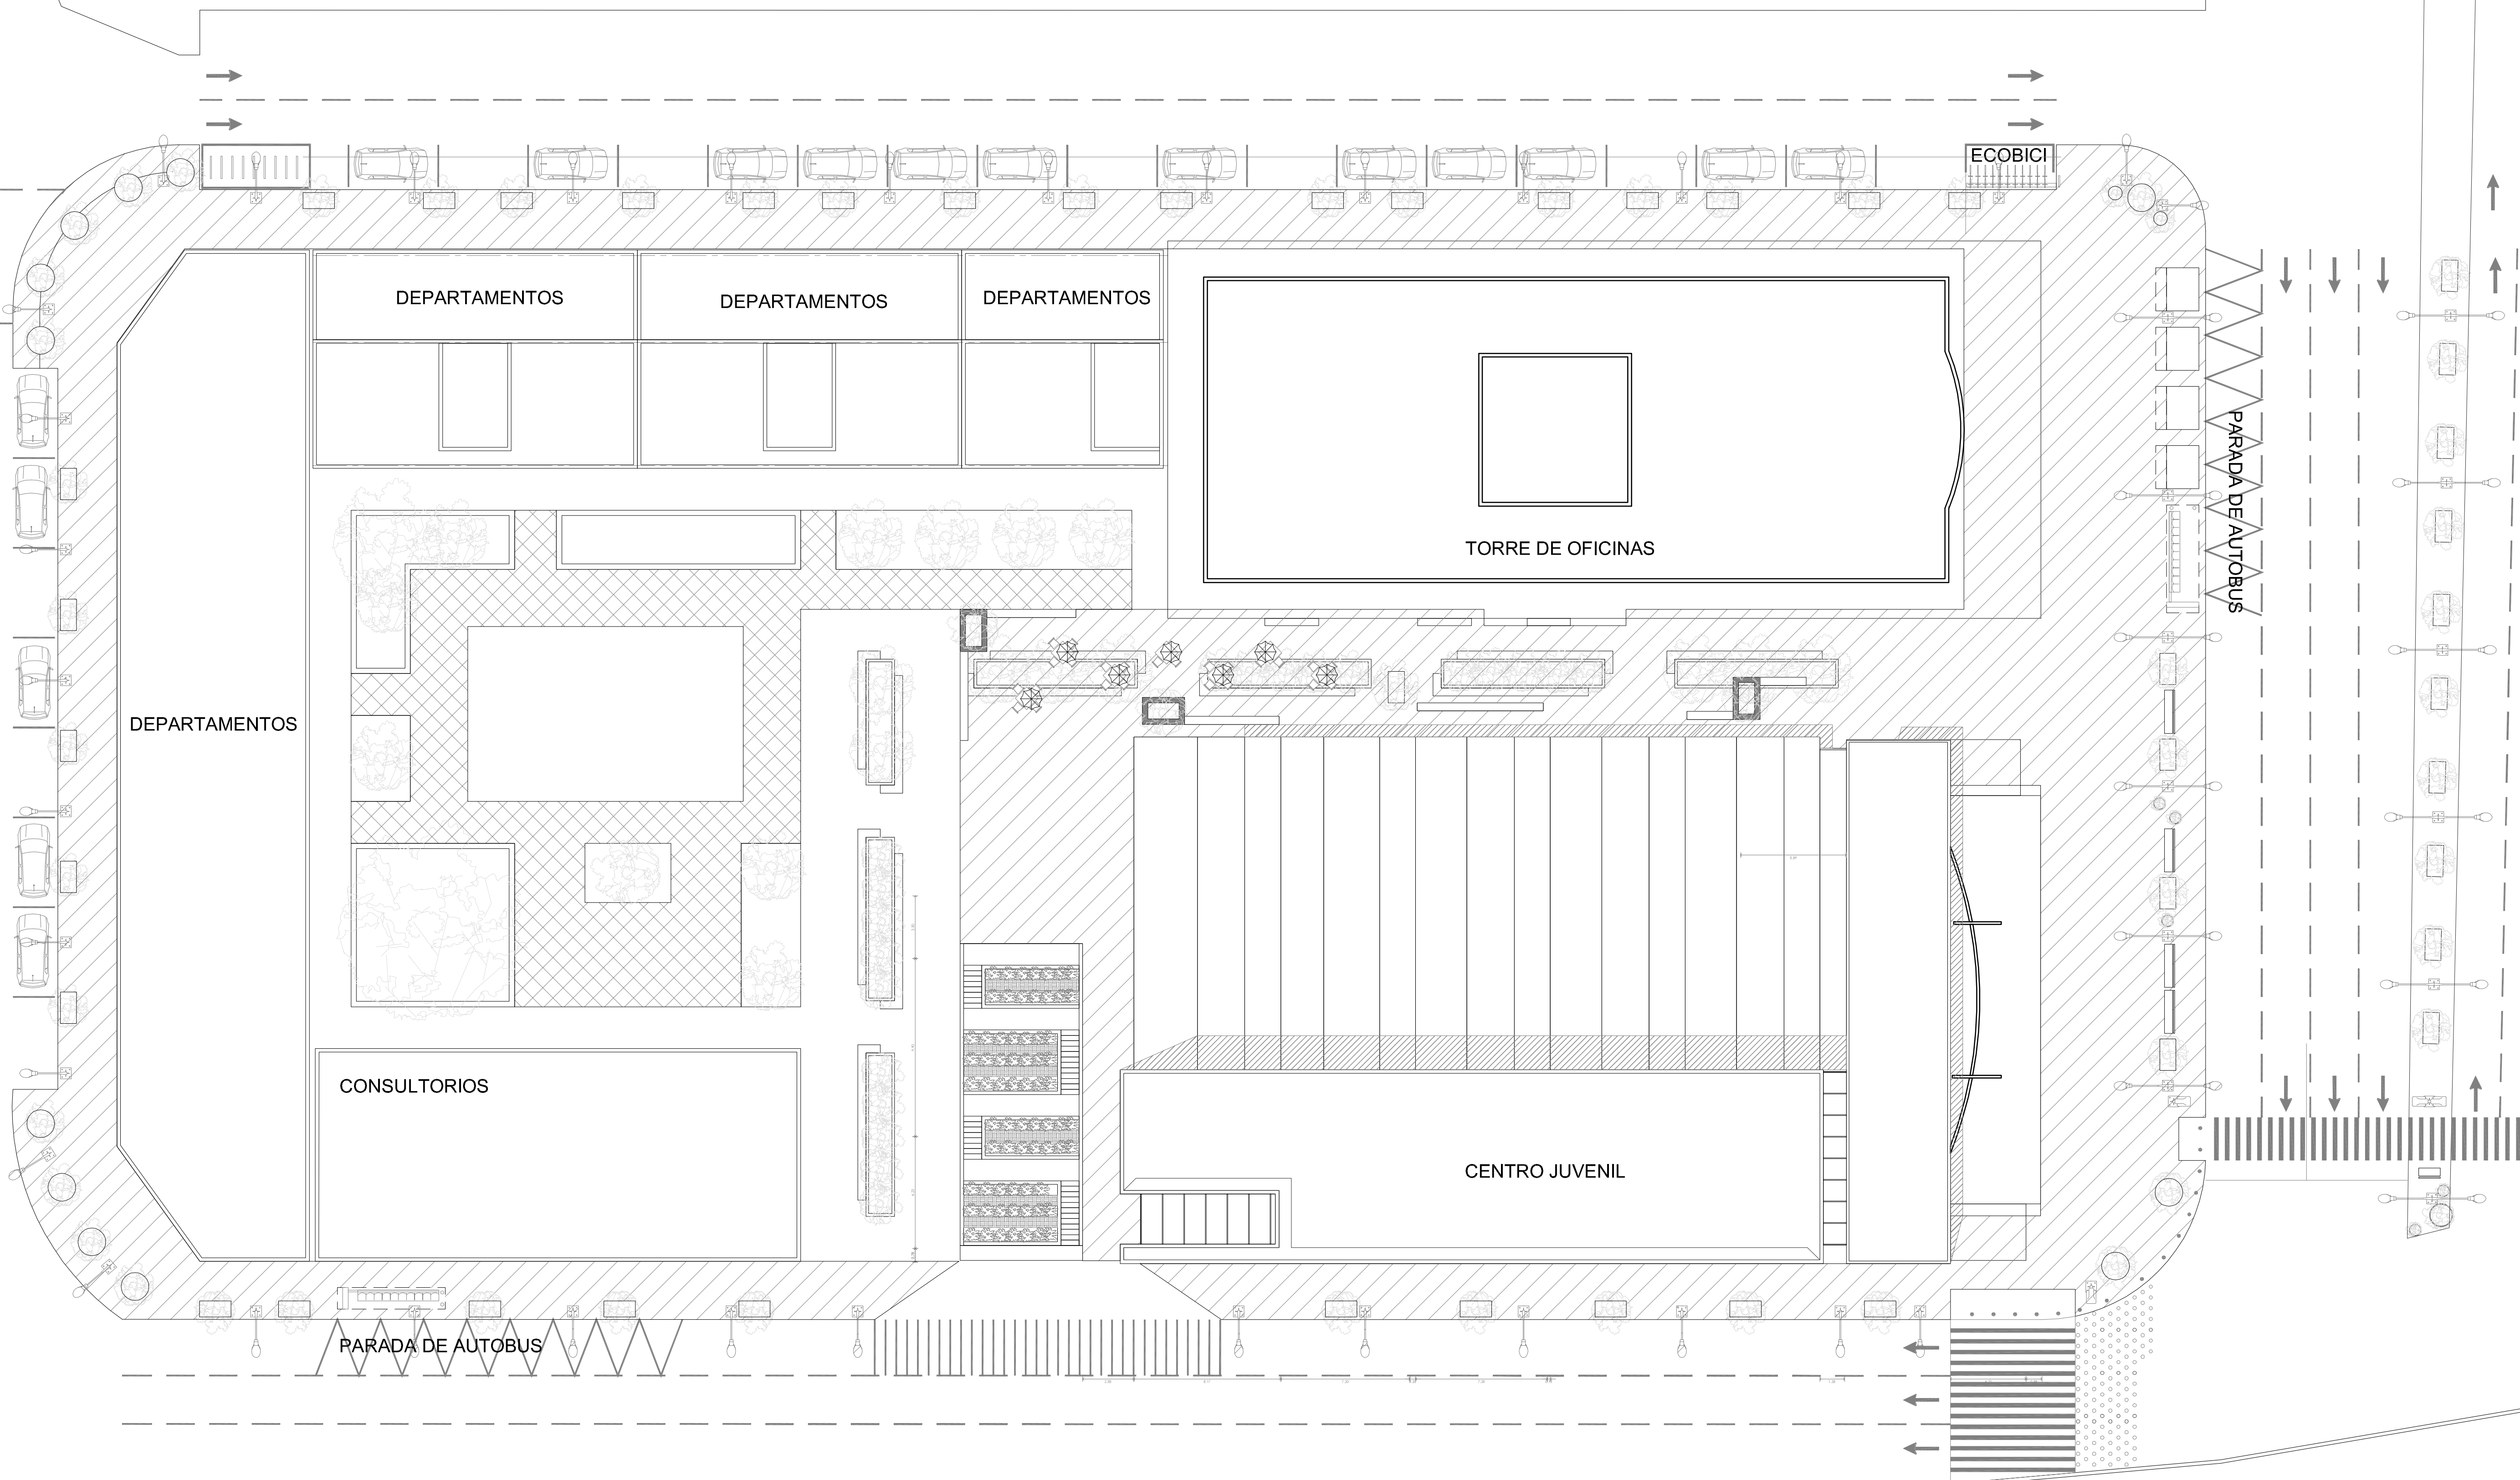 ECOBICI
DEPARTAMENTOS
DEPARTAMENTOS
DEPARTAMENTOS
TORRE DE OFICINAS
PARADA DE AUTOBUS
DEPARTAMENTOS
CONSULTORIOS
CENTRO JUVENIL
PARADA DE AUTOBUS